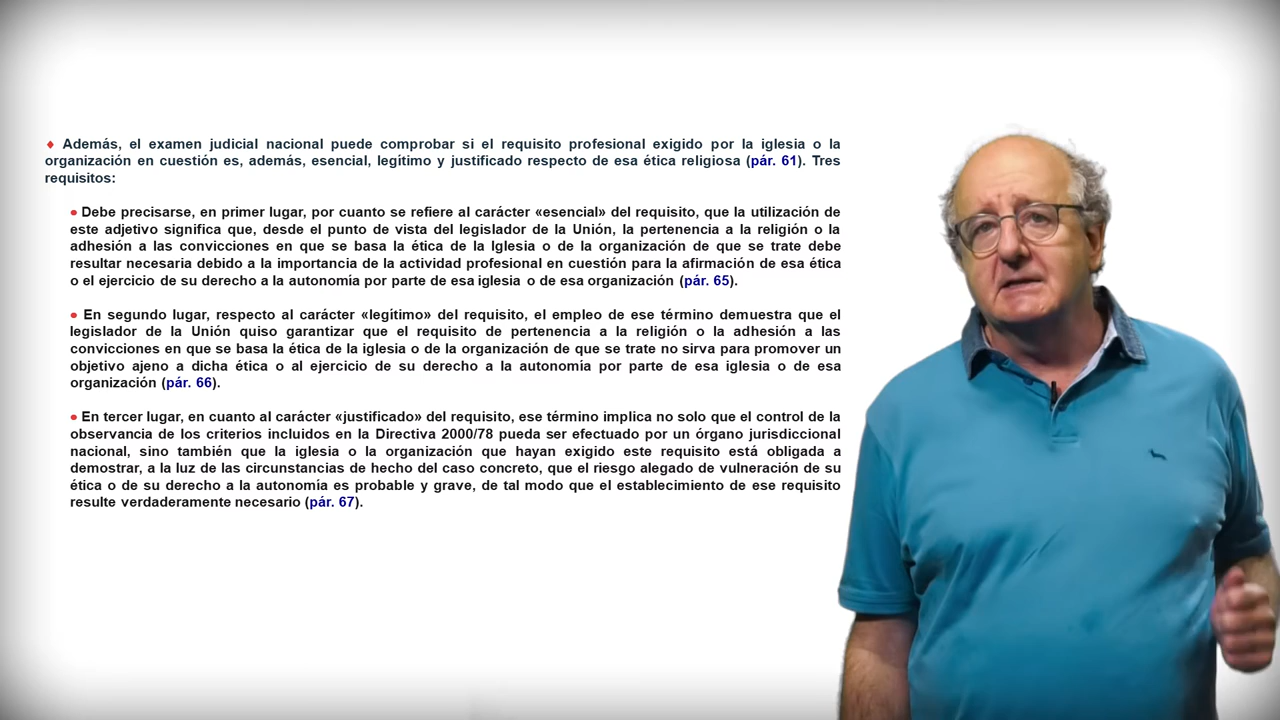 ♦ Además, el examen judicial nacional puede comprobar si el requisito profesional exigido por la iglesia o la
organización en cuestión es, además, esencial, legítimo y justificado respecto de esa ética religiosa (pár. 61). Tres
requisitos:
● Debe precisarse, en primer lugar, por cuanto se refiere al carácter «esencial» del requisito, que la utilización de
este adjetivo significa que, desde el punto de vista del legislador de la Unión, la pertenencia a la religión o la
adhesión a las convicciones en que se basa la ética de la Iglesia o de la organización de que se trate debe
resultar necesaria debido a la importancia de la actividad profesional en cuestión para la afirmación de esa ética
o el ejercicio de su derecho a la autonomía por parte de esa iglesia o de esa organización (pár. 65).
● En segundo lugar, respecto al carácter «legítimo» del requisito, el empleo de ese término demuestra que el
legislador de la Unión quiso garantizar que el requisito de pertenencia a la religión o la adhesión a las
convicciones en que se basa la ética de la iglesia o de la organización de que se trate no sirva para promover un
objetivo ajeno a dicha ética o al ejercicio de su derecho a la autonomía por parte de esa iglesia o de esa
organización (pár. 66).
● En tercer lugar, en cuanto al carácter «justificado» del requisito, ese término implica no solo que el control de la
observancia de los criterios incluidos en la Directiva 2000/78 pueda ser efectuado por un órgano jurisdiccional
nacional, sino también que la iglesia o la organización que hayan exigido este requisito está obligada a
demostrar, a la luz de las circunstancias de hecho del caso concreto, que el riesgo alegado de vulneración de su
ética o de su derecho a la autonomía es probable y grave, de tal modo que el establecimiento de ese requisito
resulte verdaderamente necesario (pár. 67).